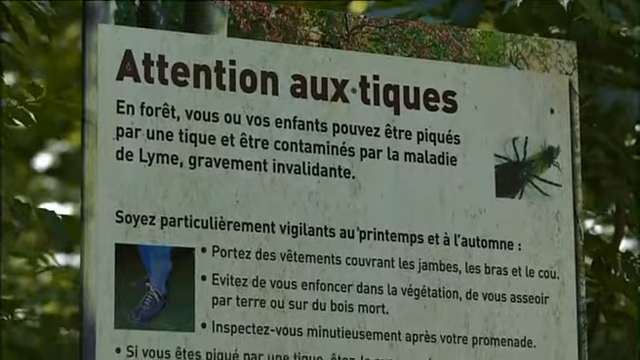 Attention aux tiques
En forêt, vous ou vos enfants pouvez être piqués
par une tique et être contaminés par la maladie
de Lyme, gravement invalidante.
Soyez particulièrement vigilants au printemps et à l'automne :
• Portez des vêtements couvrant les jambes, les bras et le cou.
• Evitez de vous enfoncer dans la végétation, de vous asseoir
par terre ou sur du bois mort.
• Inspectez-vous minutieusement après votre promenade.
• Si vous êtes piqué par une tique, ôtez